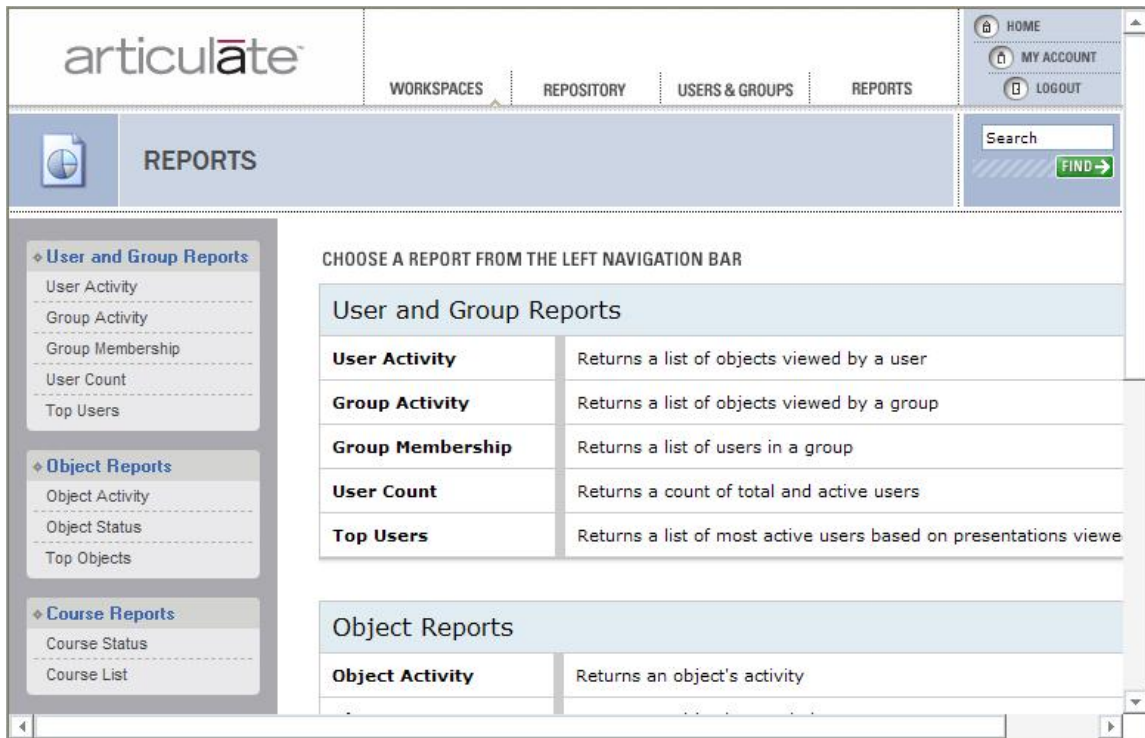 articulate™
WORKSPACES
REPOSITORY
USERS & GROUPS
REPORTS
HOME
MY ACCOUNT
LOGOUT
REPORTS
Search
FIND
User and Group Reports
User Activity
Group Activity
Group Membership
User Count
Top Users
Object Reports
Object Activity
Object Status
Top Objects
Course Reports
Course Status
Course List
CHOOSE A REPORT FROM THE LEFT NAVIGATION BAR
User and Group Reports
User Activity Returns a list of objects viewed by a user
Group Activity Returns a list of objects viewed by a group
Group Membership Returns a list of users in a group
User Count Returns a count of total and active users
Top Users Returns a list of most active users based on presentations viewe
Object Reports
Object Activity Returns an object's activity